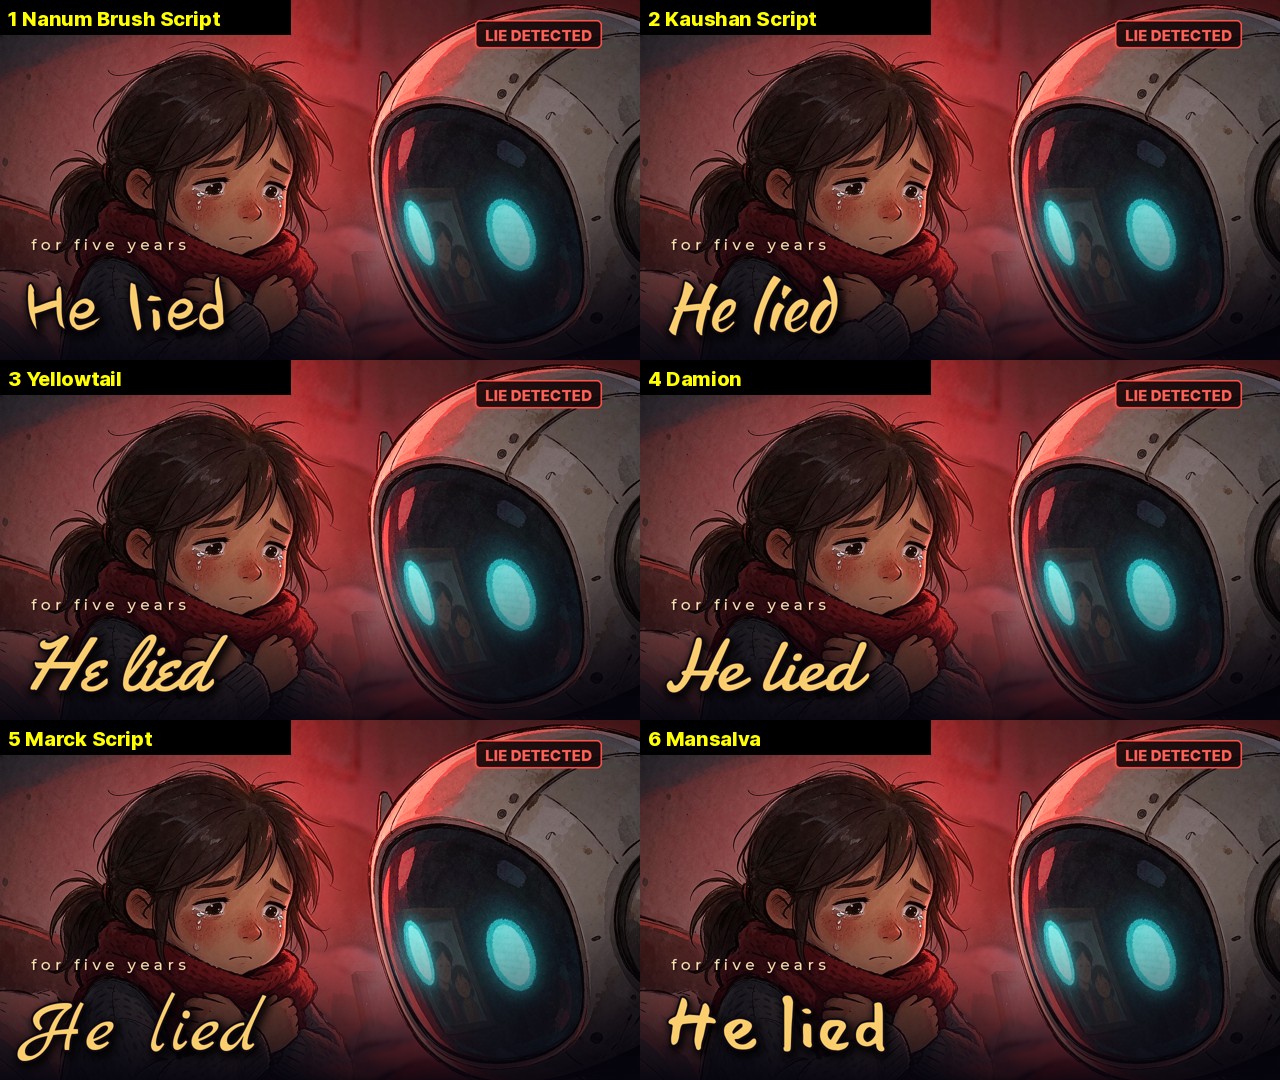 1 Nanum Brush Script
LIE DETECTED
for five years
He lied
2 Kaushan Script
LIE DETECTED
for five years
He lied
3 Yellowtail
LIE DETECTED
for five years
He lied
4 Damion
LIE DETECTED
for five years
He lied
5 Marck Script
LIE DETECTED
for five years
He lied
6 Mansalva
LIE DETECTED
for five years
He lied